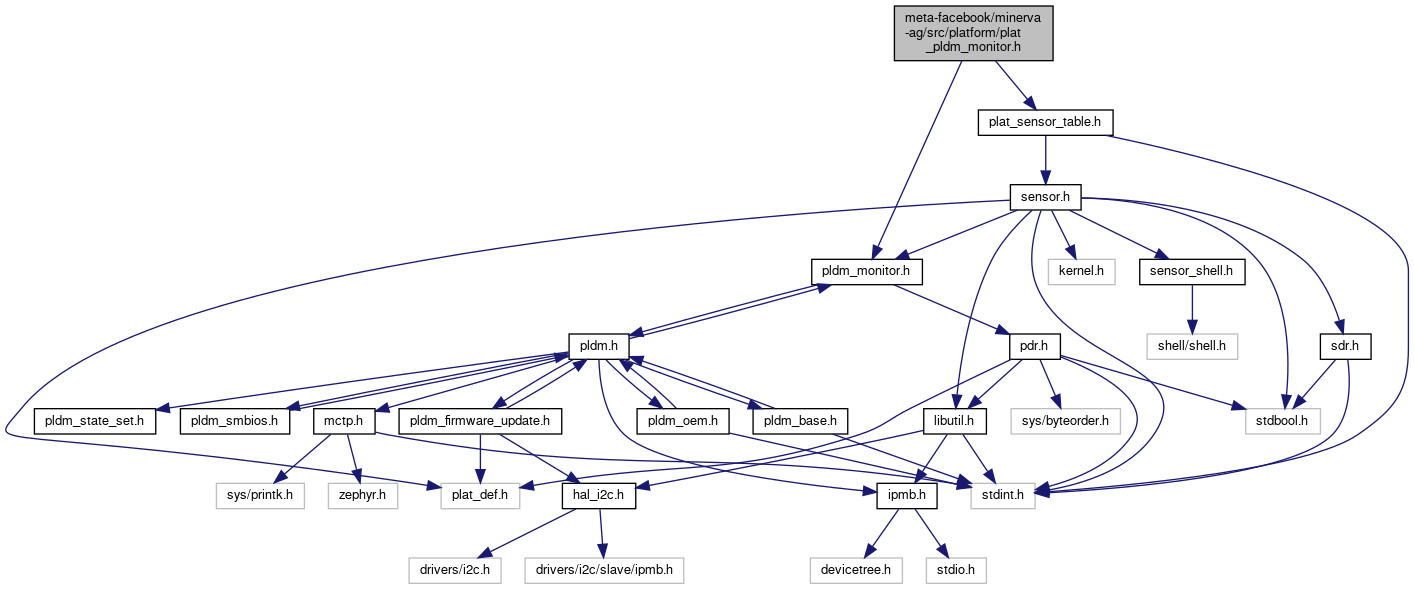 meta-facebook/minerva
-ag/src/platform/plat
_pldm_monitor.h
plat_sensor_table.h
sensor.h
pldm_monitor.h
kernel.h
sensor_shell.h
pldm.h
pdr.h
shell/shell.h
sdr.h
pldm_state_set.h
pldm_smbios.h
mctp.h
pldm_firmware_update.h
pldm_oem.h
pldm_base.h
libutil.h
sys/byteorder.h
stdbool.h
sys/printk.h
zephyr.h
plat_def.h
hal_i2c.h
ipmb.h
stdint.h
drivers/i2c.h
drivers/i2c/slave/ipmb.h
devicetree.h
stdio.h